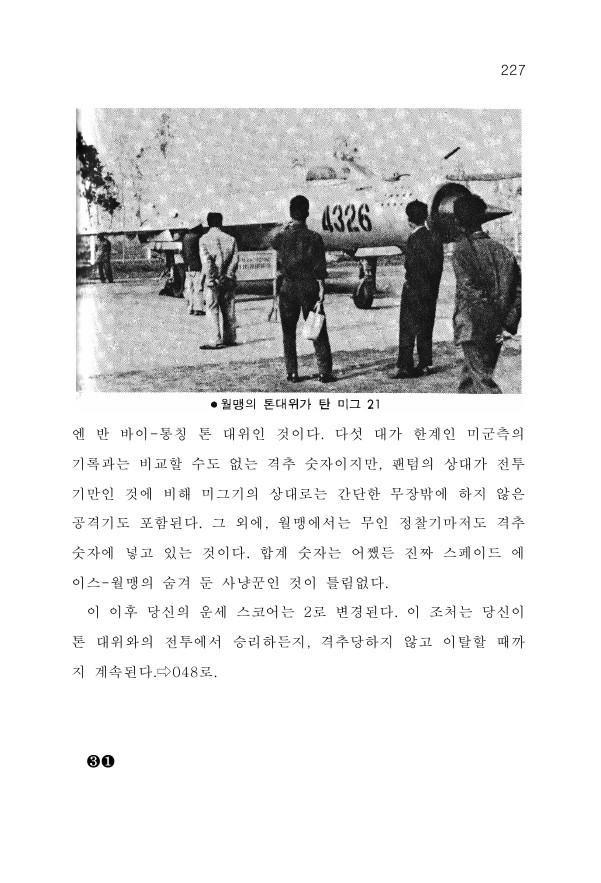 227
4326
●월맹의 톤대위가 탄 미그 21
엔 반 바이-통칭 톤 대위인 것이다. 다섯 대가 한계인 미군측의
기록과는 비교할 수도 없는 격추 숫자이지만, 팬텀의 상대가 전투
기만인 것에 비해 미그기의 상대로는 간단한 무장밖에 하지 않은
공격기도 포함된다. 그 외에, 월맹에서는 무인 정찰기마저도 격추
숫자에 넣고 있는 것이다. 합계 숫자는 어쨌든 진짜 스페이드 에
이스-월맹의 숨겨 둔 사냥꾼인 것이 틀림없다.
이 이후 당신의 운세 스코어는 2로 변경된다. 이 조처는 당신이
톤 대위와의 전투에서 승리하든지, 격추당하지 않고 이탈할 때까
지 계속된다.⇨048로.
❸❶